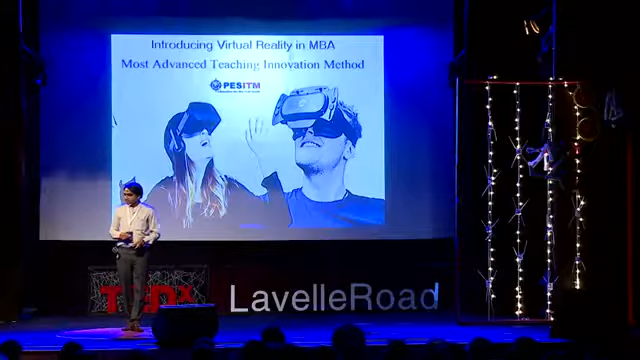 Introducing Virtual Reality in MBA
Most Advanced Teaching Innovation Method
PESITM
TEDx
LavelleRoad